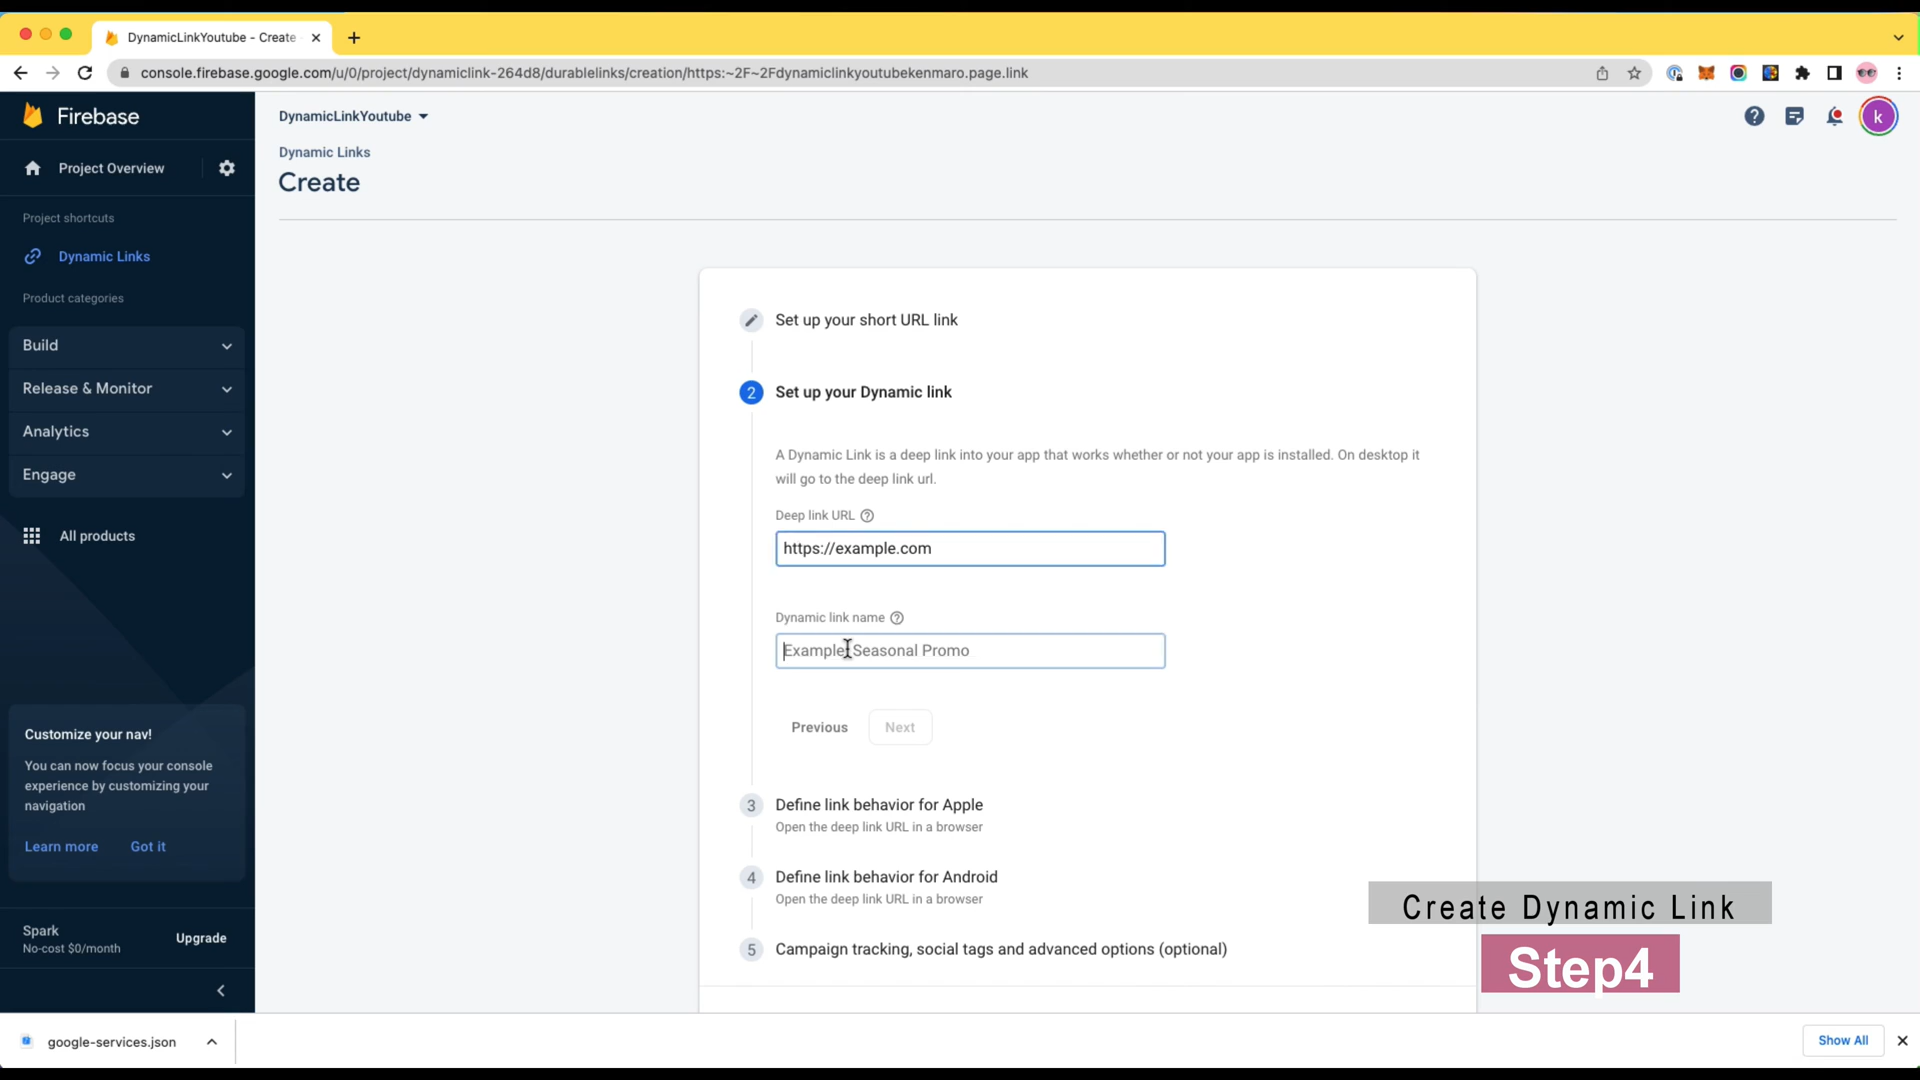 DynamicLinkYoutube - Create
console.firebase.google.com/u/0/project/dynamiclink-264d8/durablelinks/creation/https:~2F~2Fdynamiclinkyoutubekenmaro.page.link
Firebase
DynamicLinkYoutube
k
Project Overview
Dynamic Links
Create
Project shortcuts
Dynamic Links
Product categories
Build
Release & Monitor
Analytics
Engage
All products
Set up your short URL link
2 Set up your Dynamic link
A Dynamic Link is a deep link into your app that works whether or not your app is installed. On desktop it
will go to the deep link url.
Deep link URL
https://example.com
Dynamic link name
Example: Seasonal Promo
Previous Next
3 Define link behavior for Apple
Open the deep link URL in a browser
4 Define link behavior for Android
Open the deep link URL in a browser
5 Campaign tracking, social tags and advanced options (optional)
Customize your nav!
You can now focus your console
experience by customizing your
navigation
Learn more Got it
Spark
No-cost $0/month
Upgrade
Create Dynamic Link
Step4
google-services.json
Show All